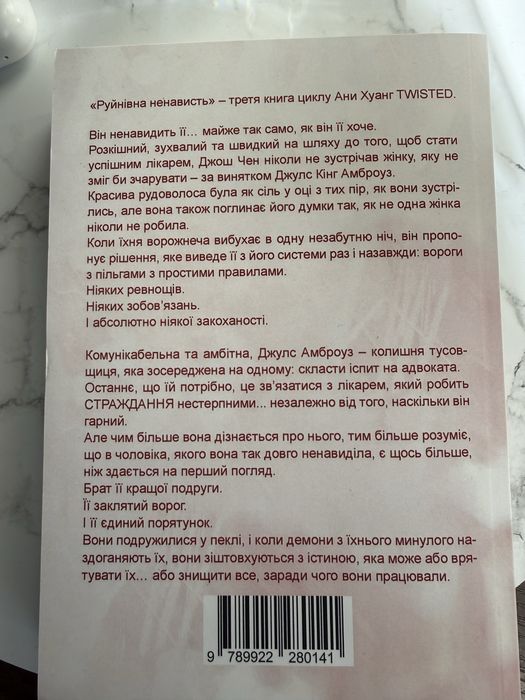 «Руйнівна ненависть» – третя книга циклу Ани Хуанг TWISTED.
Він ненавидить її... майже так само, як він її хоче.
Розкішний, зухвалий та швидкий на шляху до того, щоб стати
успішним лікарем, Джош Чен ніколи не зустрічав жінку, яку не
зміг би зчарувати – за винятком Джулс Кінг Амброуз.
Красива рудоволоса була як сіль у оці з тих пір, як вони зустрі-
лись, але вона також поглинає його думки так, як не одна жінка
ніколи не робила.
Коли їхня ворожнеча вибухає в одну незабутню ніч, він пропо-
нує рішення, яке виведе її з його системи раз і назавжди: вороги
з пільгами з простими правилами.
Ніяких ревнощів.
Ніяких зобов'язань.
І абсолютно ніякої закоханості.
Комунікабельна та амбітна, Джулс Амброуз – колишня тусов-
щиця, яка зосереджена на одному: скласти іспит на адвоката.
Останнє, що їй потрібно, це зв'язатися з лікарем, який робить
СТРАЖДАННЯ нестерпними... незалежно від того, наскільки він
гарний.
Але чим більше вона дізнається про нього, тим більше розуміє,
що в чоловіка, якого вона так довго ненавиділа, є щось більше,
ніж здається на перший погляд.
Брат її кращої подруги.
Її заклятий ворог.
І її єдиний порятунок.
Вони подружилися у пеклі, і коли демони з їхнього минулого на-
здоганяють їх, вони зіштовхуються з істиною, яка може або вря-
тувати їх... або знищити все, заради чого вони працювали.
9 789922 280141